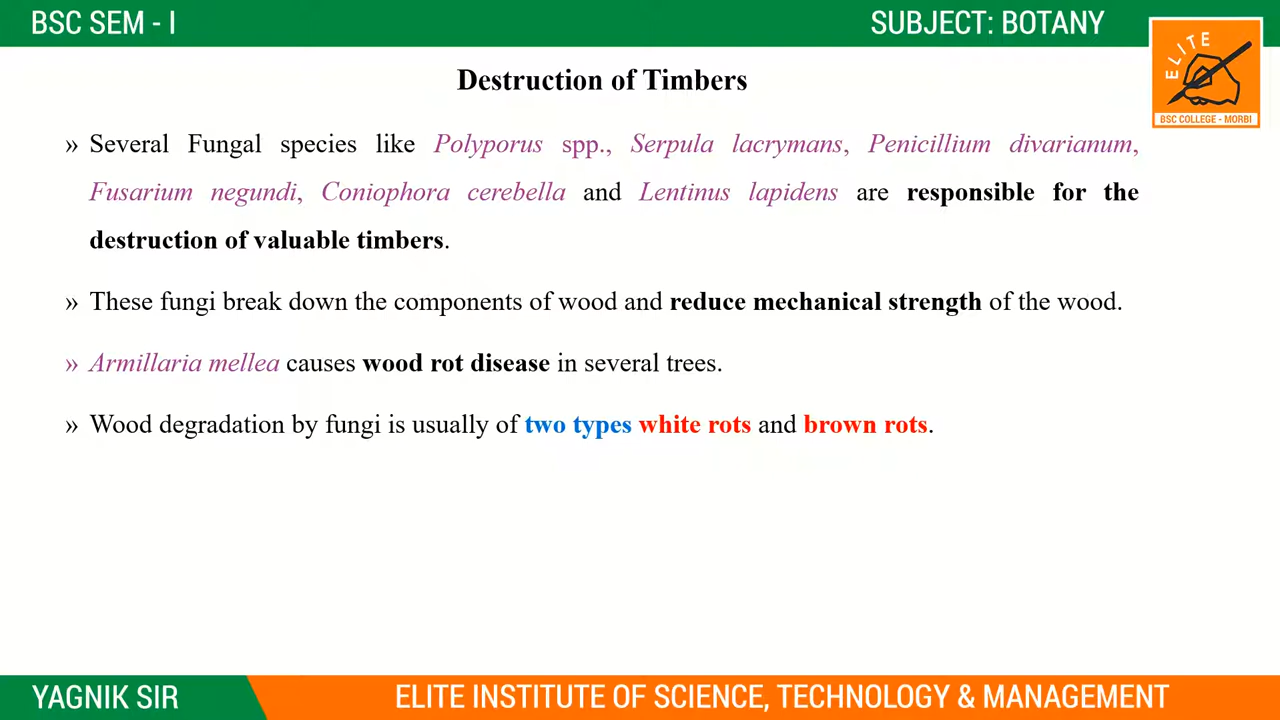 BSC SEM - I
SUBJECT: BOTANY
ELITE
BSC COLLEGE - MORBI
Destruction of Timbers
» Several Fungal species like Polyporus spp., Serpula lacrymans, Penicillium divarianum,
Fusarium negundi, Coniophora cerebella and Lentinus lapidens are responsible for the
destruction of valuable timbers.
» These fungi break down the components of wood and reduce mechanical strength of the wood.
» Armillaria mellea causes wood rot disease in several trees.
» Wood degradation by fungi is usually of two types white rots and brown rots.
YAGNIK SIR
ELITE INSTITUTE OF SCIENCE, TECHNOLOGY & MANAGEMENT